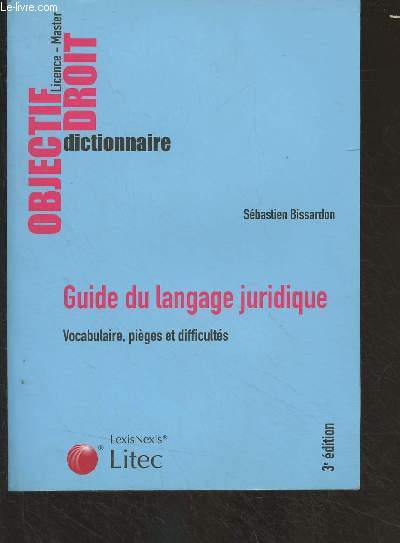 Le-livre.fr
Licence - Master
OBJECTIF
DROIT
dictionnaire
Sébastien Bissardon
Guide du langage juridique
Vocabulaire, pièges et difficultés
LexisNexis®
® Litec
3e édition